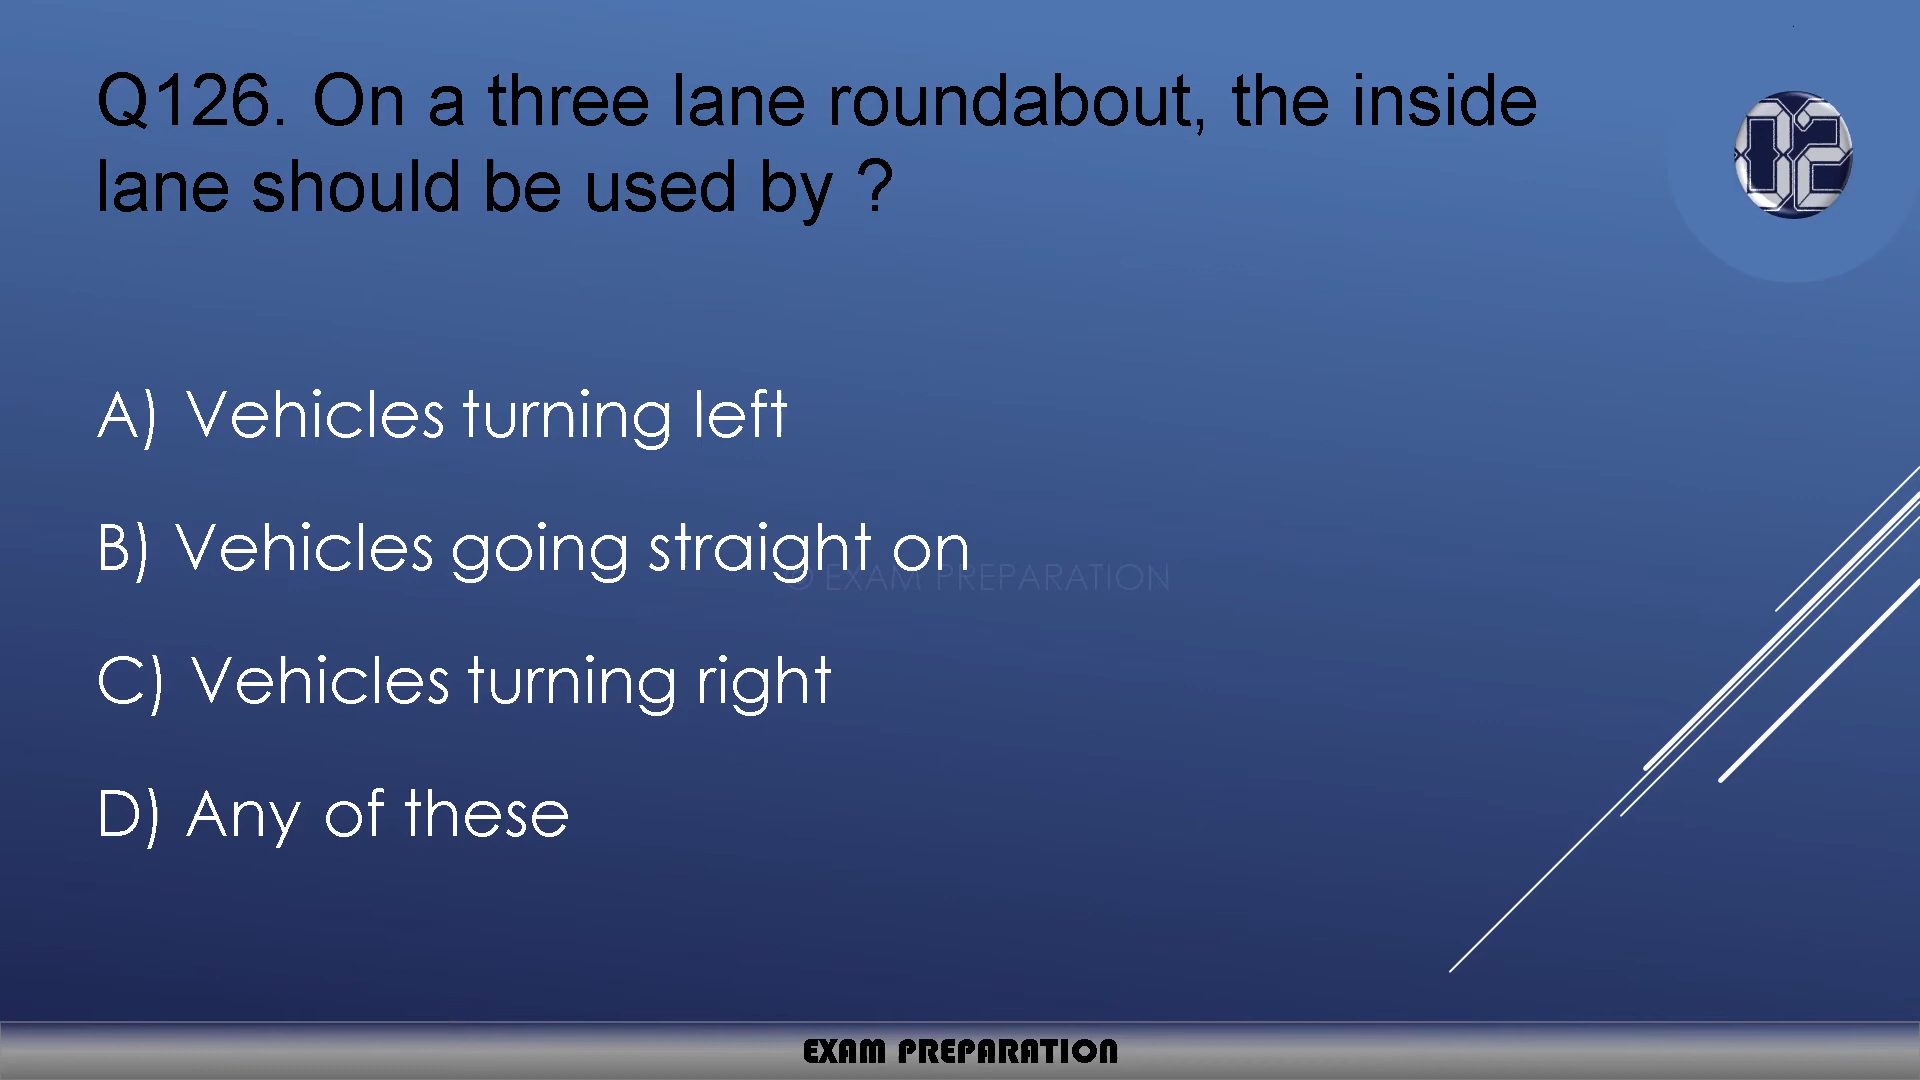 Q126. On a three lane roundabout, the inside
lane should be used by ?
02
A) Vehicles turning left
B) Vehicles going straight on
© EXAM PREPARATION
C) Vehicles turning right
D) Any of these
EXAM PREPARATION